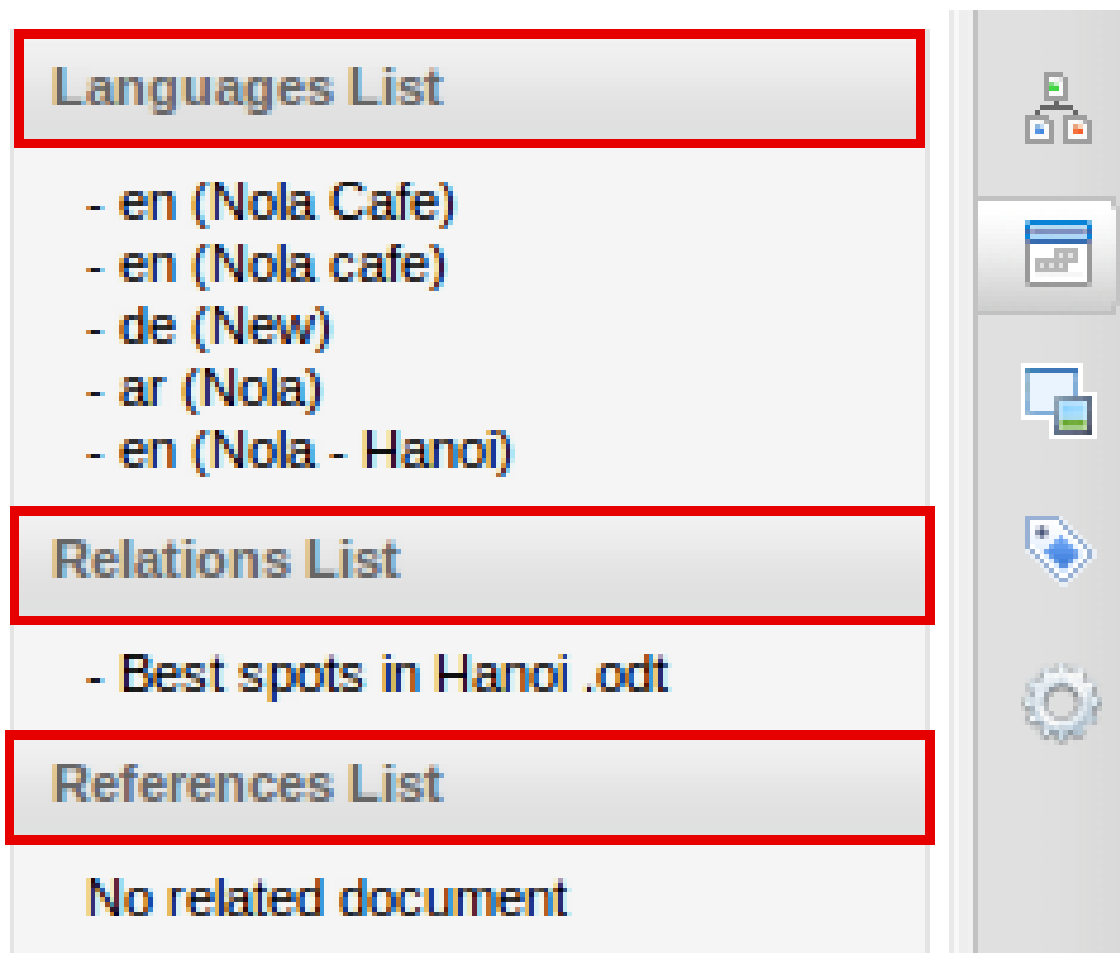 Languages List
- en (Nola Cafe)
- en (Nola cafe)
- de (New)
- ar (Nola)
- en (Nola - Hanoi)
Relations List
- Best spots in Hanoi .odt
References List
No related document